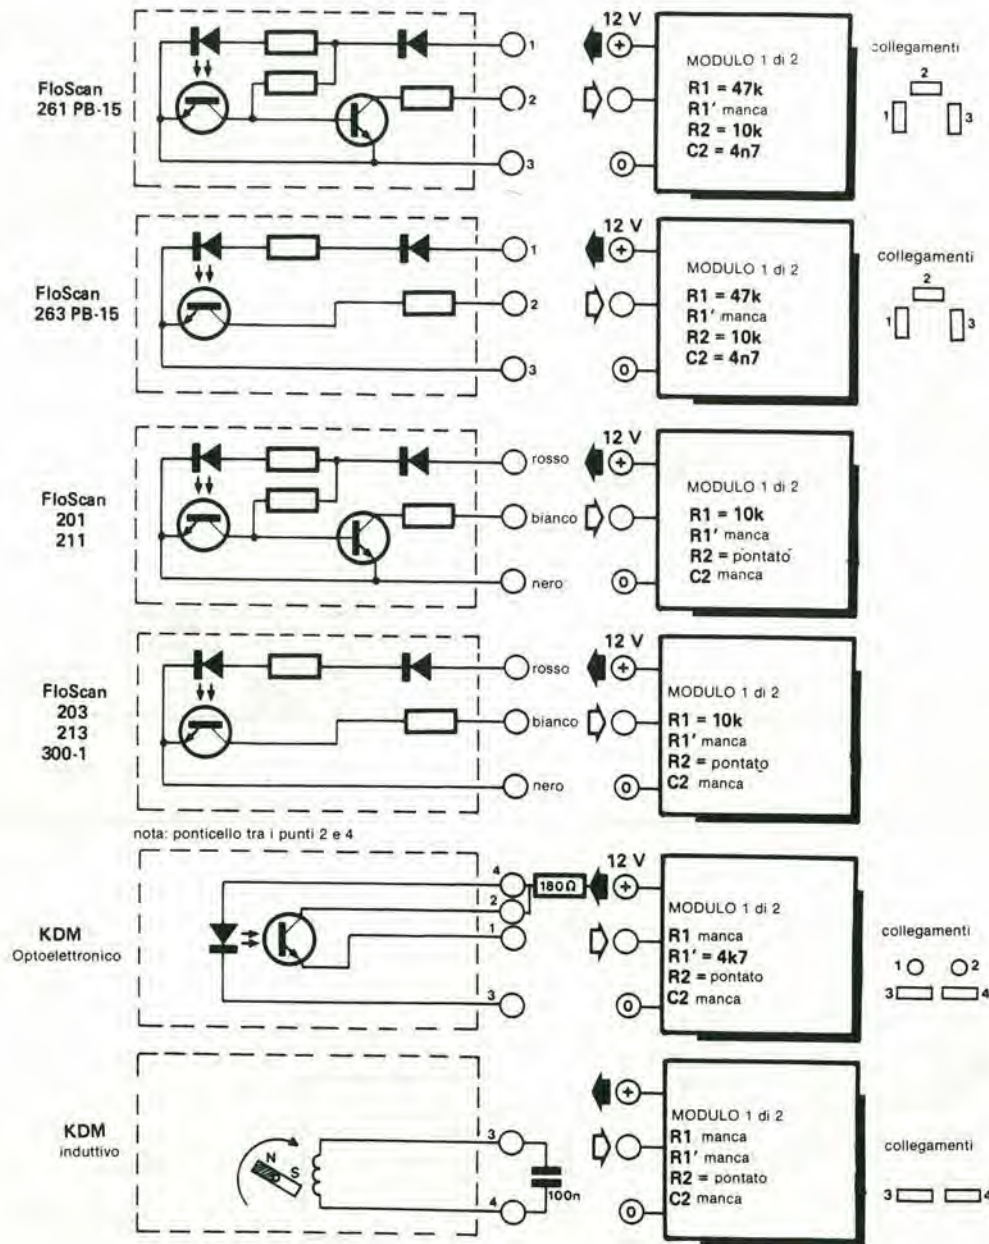 FloScan
261 PB-15
1
2
3
12 V
+
0
MODULO 1 di 2
R1 = 47k
R1' manca
R2 = 10k
C2 = 4n7
collegamenti
2
1
3
FloScan
263 PB-15
1
2
3
12 V
+
0
MODULO 1 di 2
R1 = 47k
R1' manca
R2 = 10k
C2 = 4n7
collegamenti
2
1
3
FloScan
201
211
rosso
bianco
nero
12 V
+
0
MODULO 1 di 2
R1 = 10k
R1' manca
R2 = pontato
C2 manca
FloScan
203
213
300-1
rosso
bianco
nero
12 V
+
0
MODULO 1 di 2
R1 = 10k
R1' manca
R2 = pontato
C2 manca
nota: ponticello tra i punti 2 e 4
KDM
Optoelettronico
4
2
1
3
180 Ω
12 V
+
0
MODULO 1 di 2
R1 manca
R1' = 4k7
R2 = pontato
C2 manca
collegamenti
1 2
3 4
KDM
induttivo
N
S
3
4
100n
+
0
MODULO 1 di 2
R1 manca
R1' manca
R2 = pontato
C2 manca
collegamenti
3 4